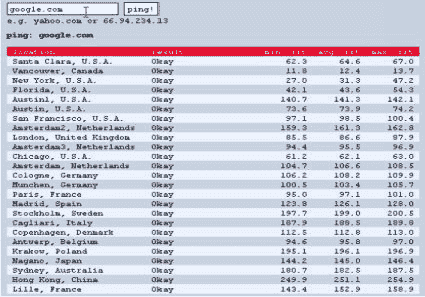 google.com ping!
e.g. yahoo.com or 66.94.234.13
ping: google.com
location result min. rtt avg. rtt max. rtt
Santa Clara, U.S.A. Okay 62.3 64.6 67.0
Vancouver, Canada Okay 11.8 12.4 13.7
New York, U.S.A. Okay 27.0 31.3 47.2
Florida, U.S.A. Okay 42.1 43.6 54.3
Austin1, U.S.A. Okay 140.7 141.3 142.1
Austin, U.S.A. Okay 73.6 73.9 74.2
San Francisco, U.S.A. Okay 97.1 98.5 100.4
Amsterdam2, Netherlands Okay 159.3 161.3 162.8
London, United Kingdom Okay 85.5 86.6 87.9
Amsterdam3, Netherlands Okay 94.4 95.5 96.9
Chicago, U.S.A. Okay 61.2 62.1 63.0
Amsterdam, Netherlands Okay 104.7 106.6 108.5
Cologne, Germany Okay 106.2 108.2 109.9
Munchen, Germany Okay 100.5 103.4 105.7
Paris, France Okay 95.0 97.1 101.0
Madrid, Spain Okay 123.8 126.1 128.0
Stockholm, Sweden Okay 197.7 199.0 200.5
Cagliari, Italy Okay 187.9 188.5 189.8
Copenhagen, Denmark Okay 112.5 112.8 113.0
Antwerp, Belgium Okay 94.6 95.8 97.0
Krakow, Poland Okay 195.1 196.1 196.9
Nagano, Japan Okay 144.2 145.0 146.4
Sydney, Australia Okay 180.7 182.5 187.5
Hong Kong, China Okay 249.9 251.1 254.9
Lille, France Okay 143.4 152.9 158.9